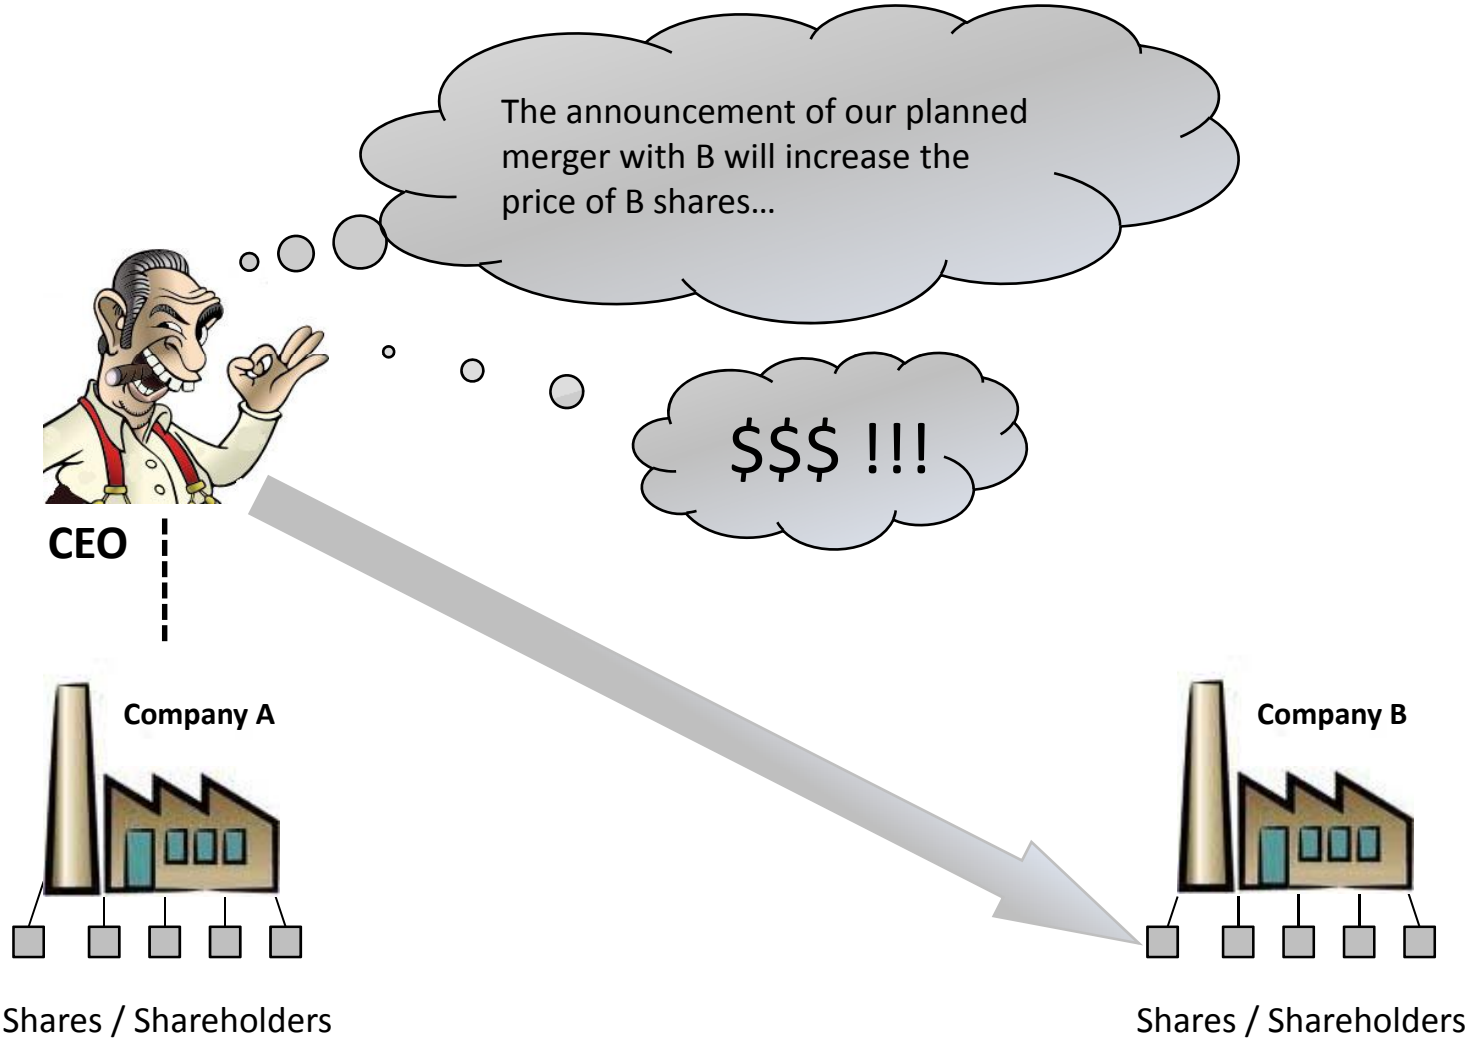 The announcement of our planned
merger with B will increase the
price of B shares…
$$$ !!!
CEO
Company A
Company B
Shares / Shareholders
Shares / Shareholders